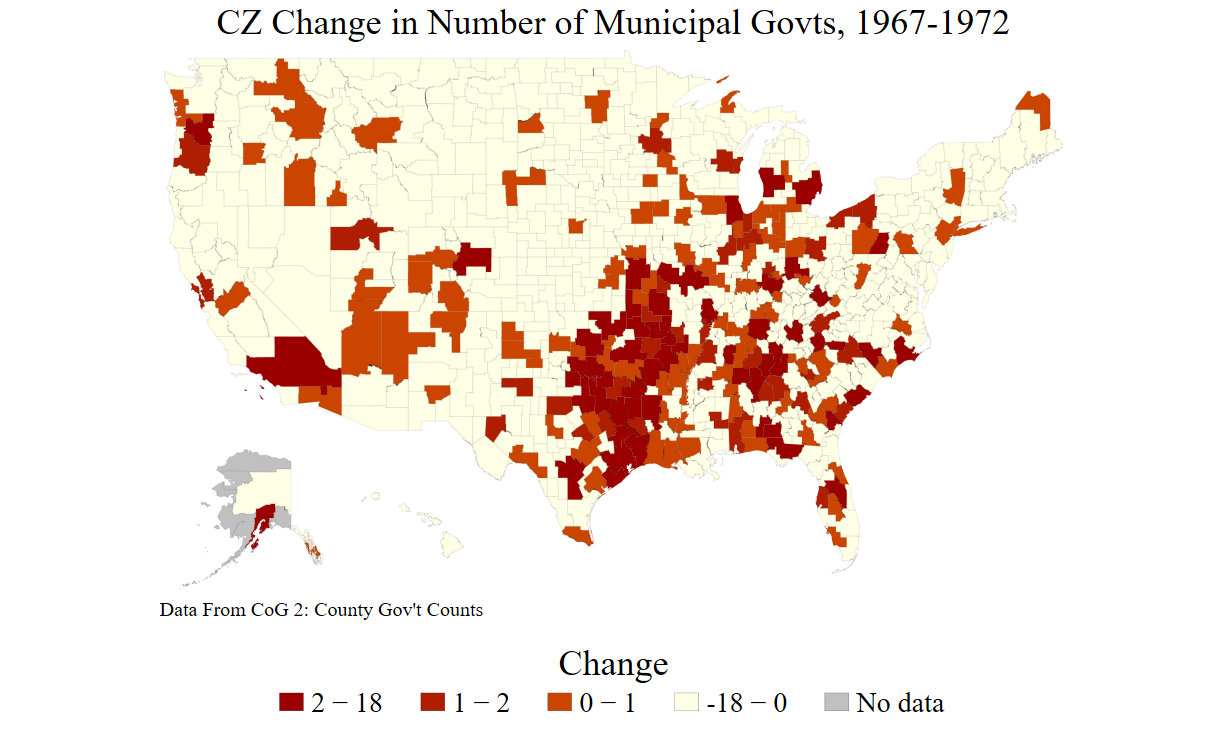 CZ Change in Number of Municipal Govts, 1967-1972
Data From CoG 2: County Gov't Counts
Change
2 − 18 1 − 2 0 − 1 -18 − 0 No data